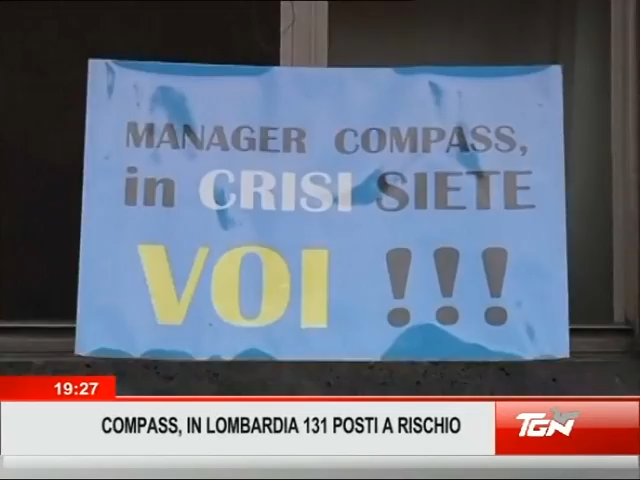 MANAGER COMPASS,
in CRISI SIETE
VOI !!!
19:27
COMPASS, IN LOMBARDIA 131 POSTI A RISCHIO
TGN